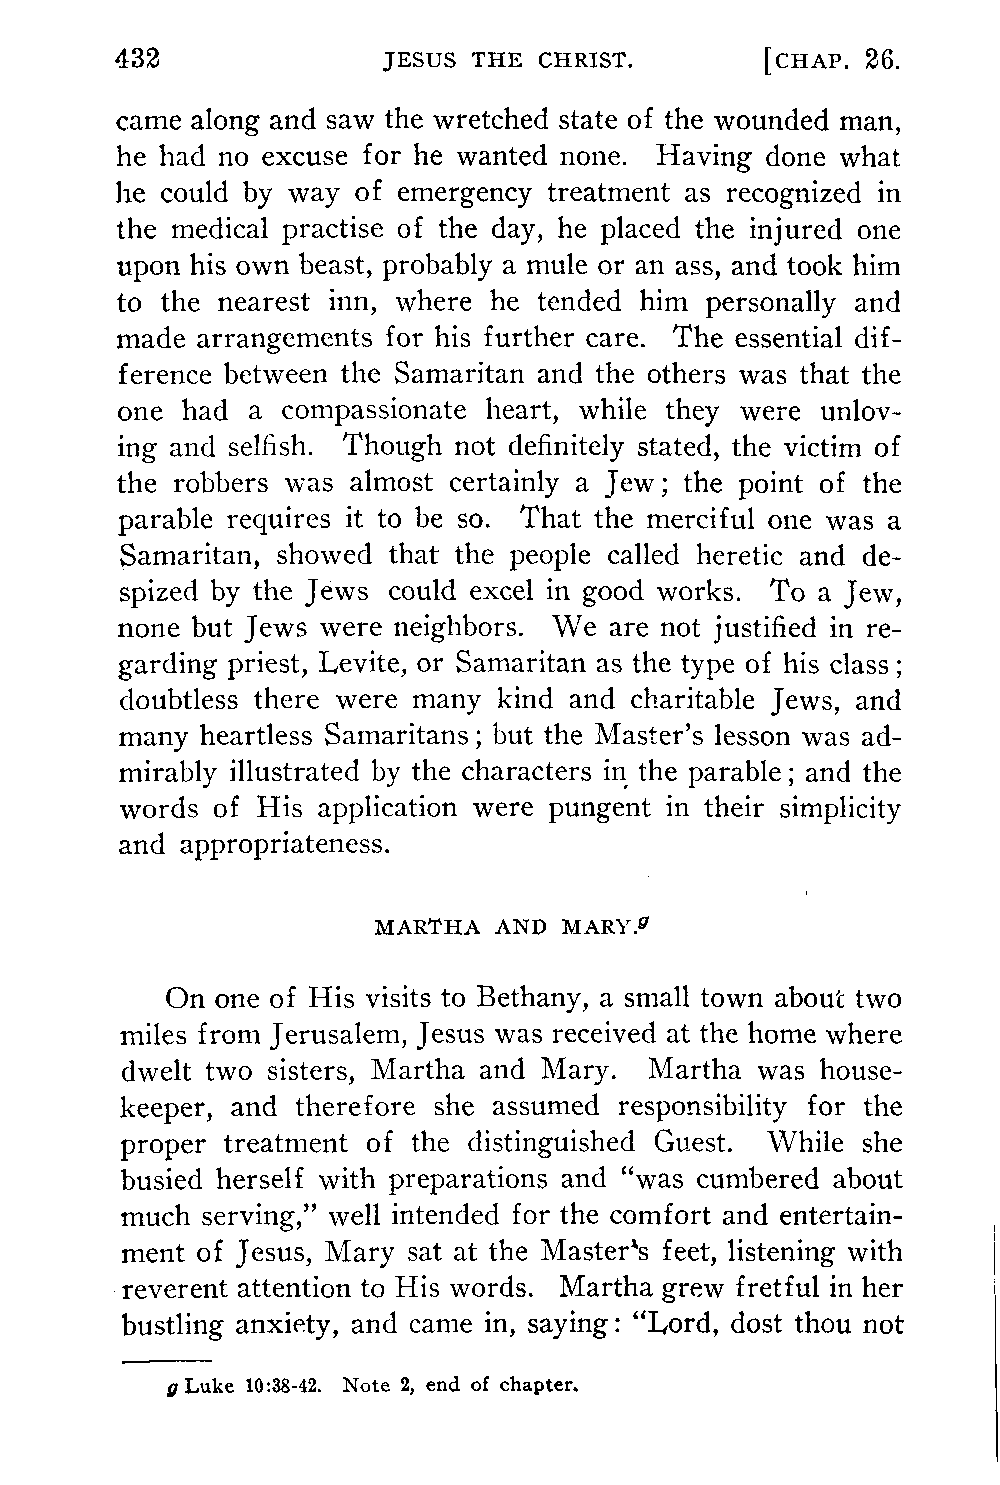 432 JESUS THE CHRIST. [CHAP. 26.
came along and saw the wretched state of the wounded man,
he had no excuse for he wanted none. Having done what
he could by way of emergency treatment as recognized in
the medical practise of the day, he placed the injured one
upon his own beast, probably a mule or an ass, and took him
to the nearest inn, where he tended him personally and
made arrangements for his further care. The essential dif-
ference between the Samaritan and the others was that the
one had a compassionate heart, while they were unlov-
ing and selfish. Though not definitely stated, the victim of
the robbers was almost certainly a Jew; the point of the
parable requires it to be so. That the merciful one was a
Samaritan, showed that the people called heretic and de-
spized by the Jews could excel in good works. To a Jew,
none but Jews were neighbors. We are not justified in re-
garding priest, Levite, or Samaritan as the type of his class;
doubtless there were many kind and charitable Jews, and
many heartless Samaritans; but the Master's lesson was ad-
mirably illustrated by the characters in the parable; and the
words of His application were pungent in their simplicity
and appropriateness.
MARTHA AND MARY.g
On one of His visits to Bethany, a small town about two
miles from Jerusalem, Jesus was received at the home where
dwelt two sisters, Martha and Mary. Martha was house-
keeper, and therefore she assumed responsibility for the
proper treatment of the distinguished Guest. While she
busied herself with preparations and "was cumbered about
much serving," well intended for the comfort and entertain-
ment of Jesus, Mary sat at the Master's feet, listening with
reverent attention to His words. Martha grew fretful in her
bustling anxiety, and came in, saying: "Lord, dost thou not
g Luke 10:38-42. Note 2, end of chapter.